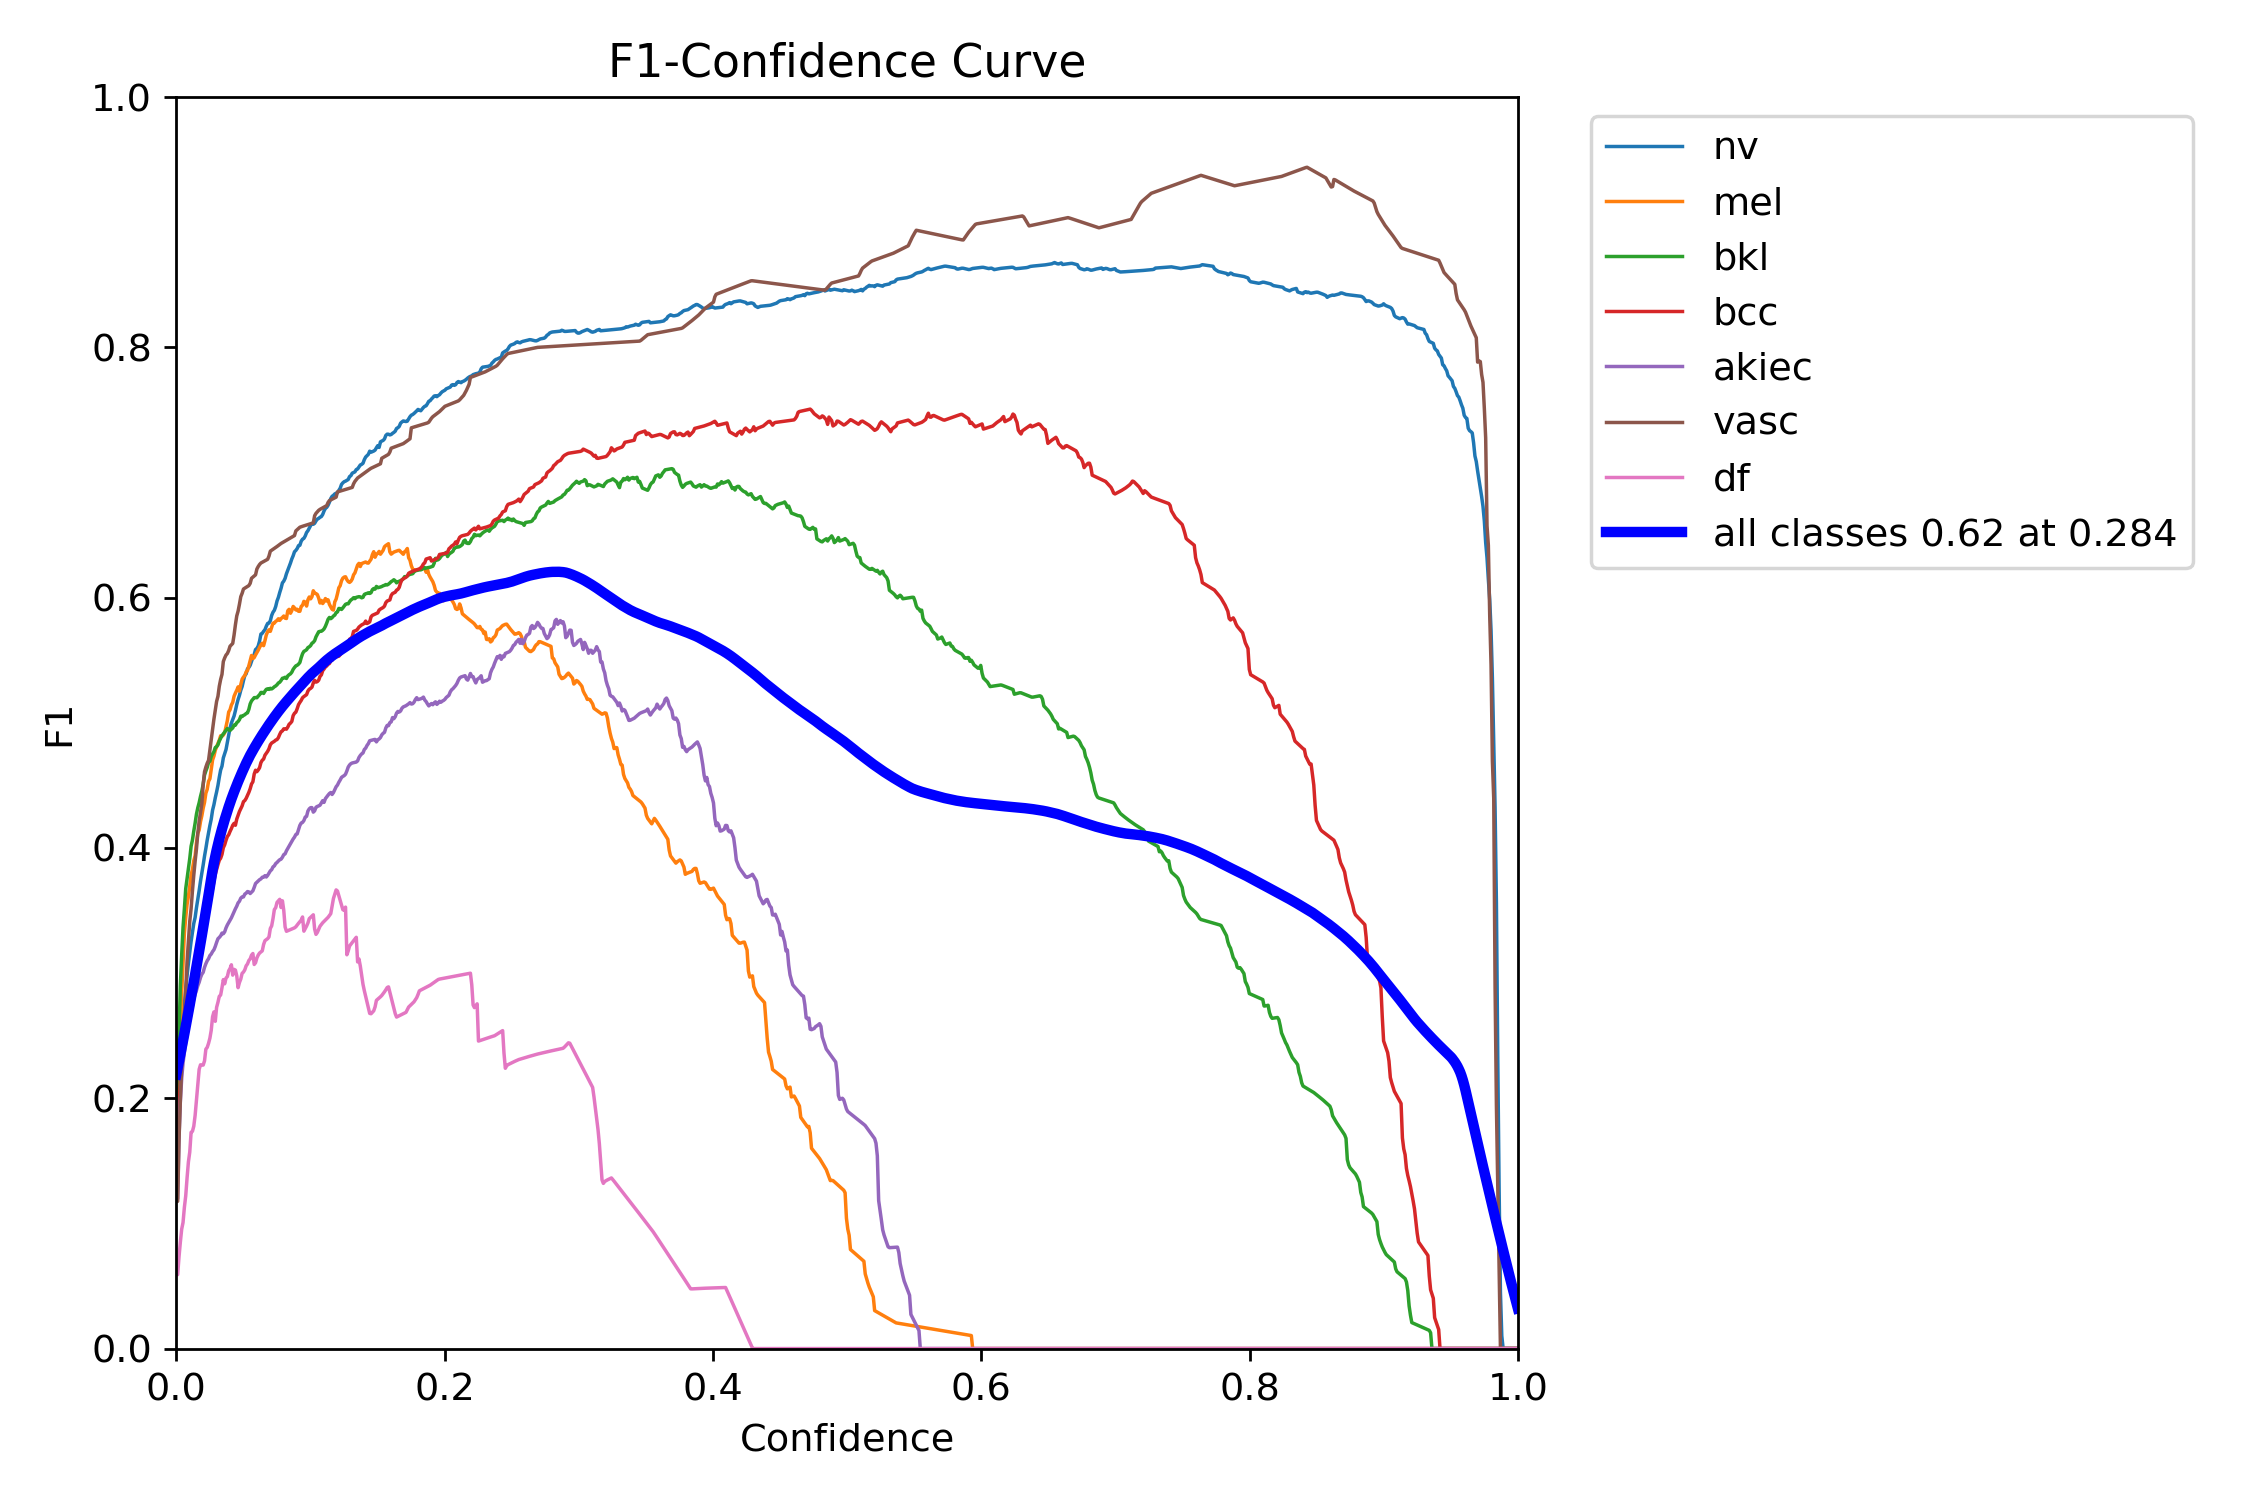 F1-Confidence Curve
1.0
0.8
0.6
0.4
0.2
0.0
F1
0.0 0.2 0.4 0.6 0.8 1.0
Confidence
nv
mel
bkl
bcc
akiec
vasc
df
all classes 0.62 at 0.284